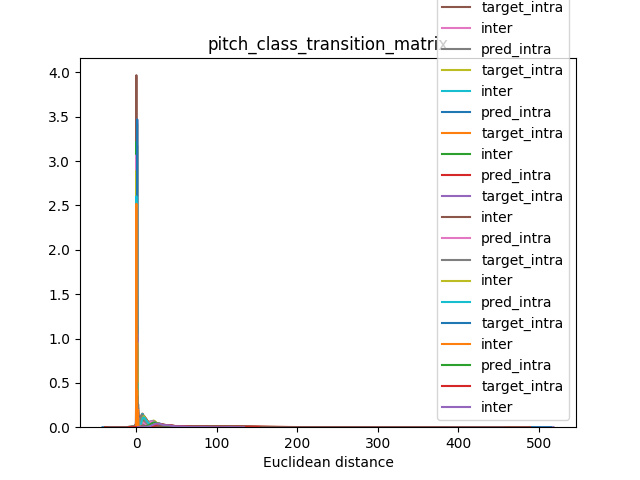 pitch_class_transition_matrix
4.0
3.5
3.0
2.5
2.0
1.5
1.0
0.5
0.0
0
100
200
300
400
500
Euclidean distance
target_intra
inter
pred_intra
target_intra
inter
pred_intra
target_intra
inter
pred_intra
target_intra
inter
pred_intra
target_intra
inter
pred_intra
target_intra
inter
pred_intra
target_intra
inter